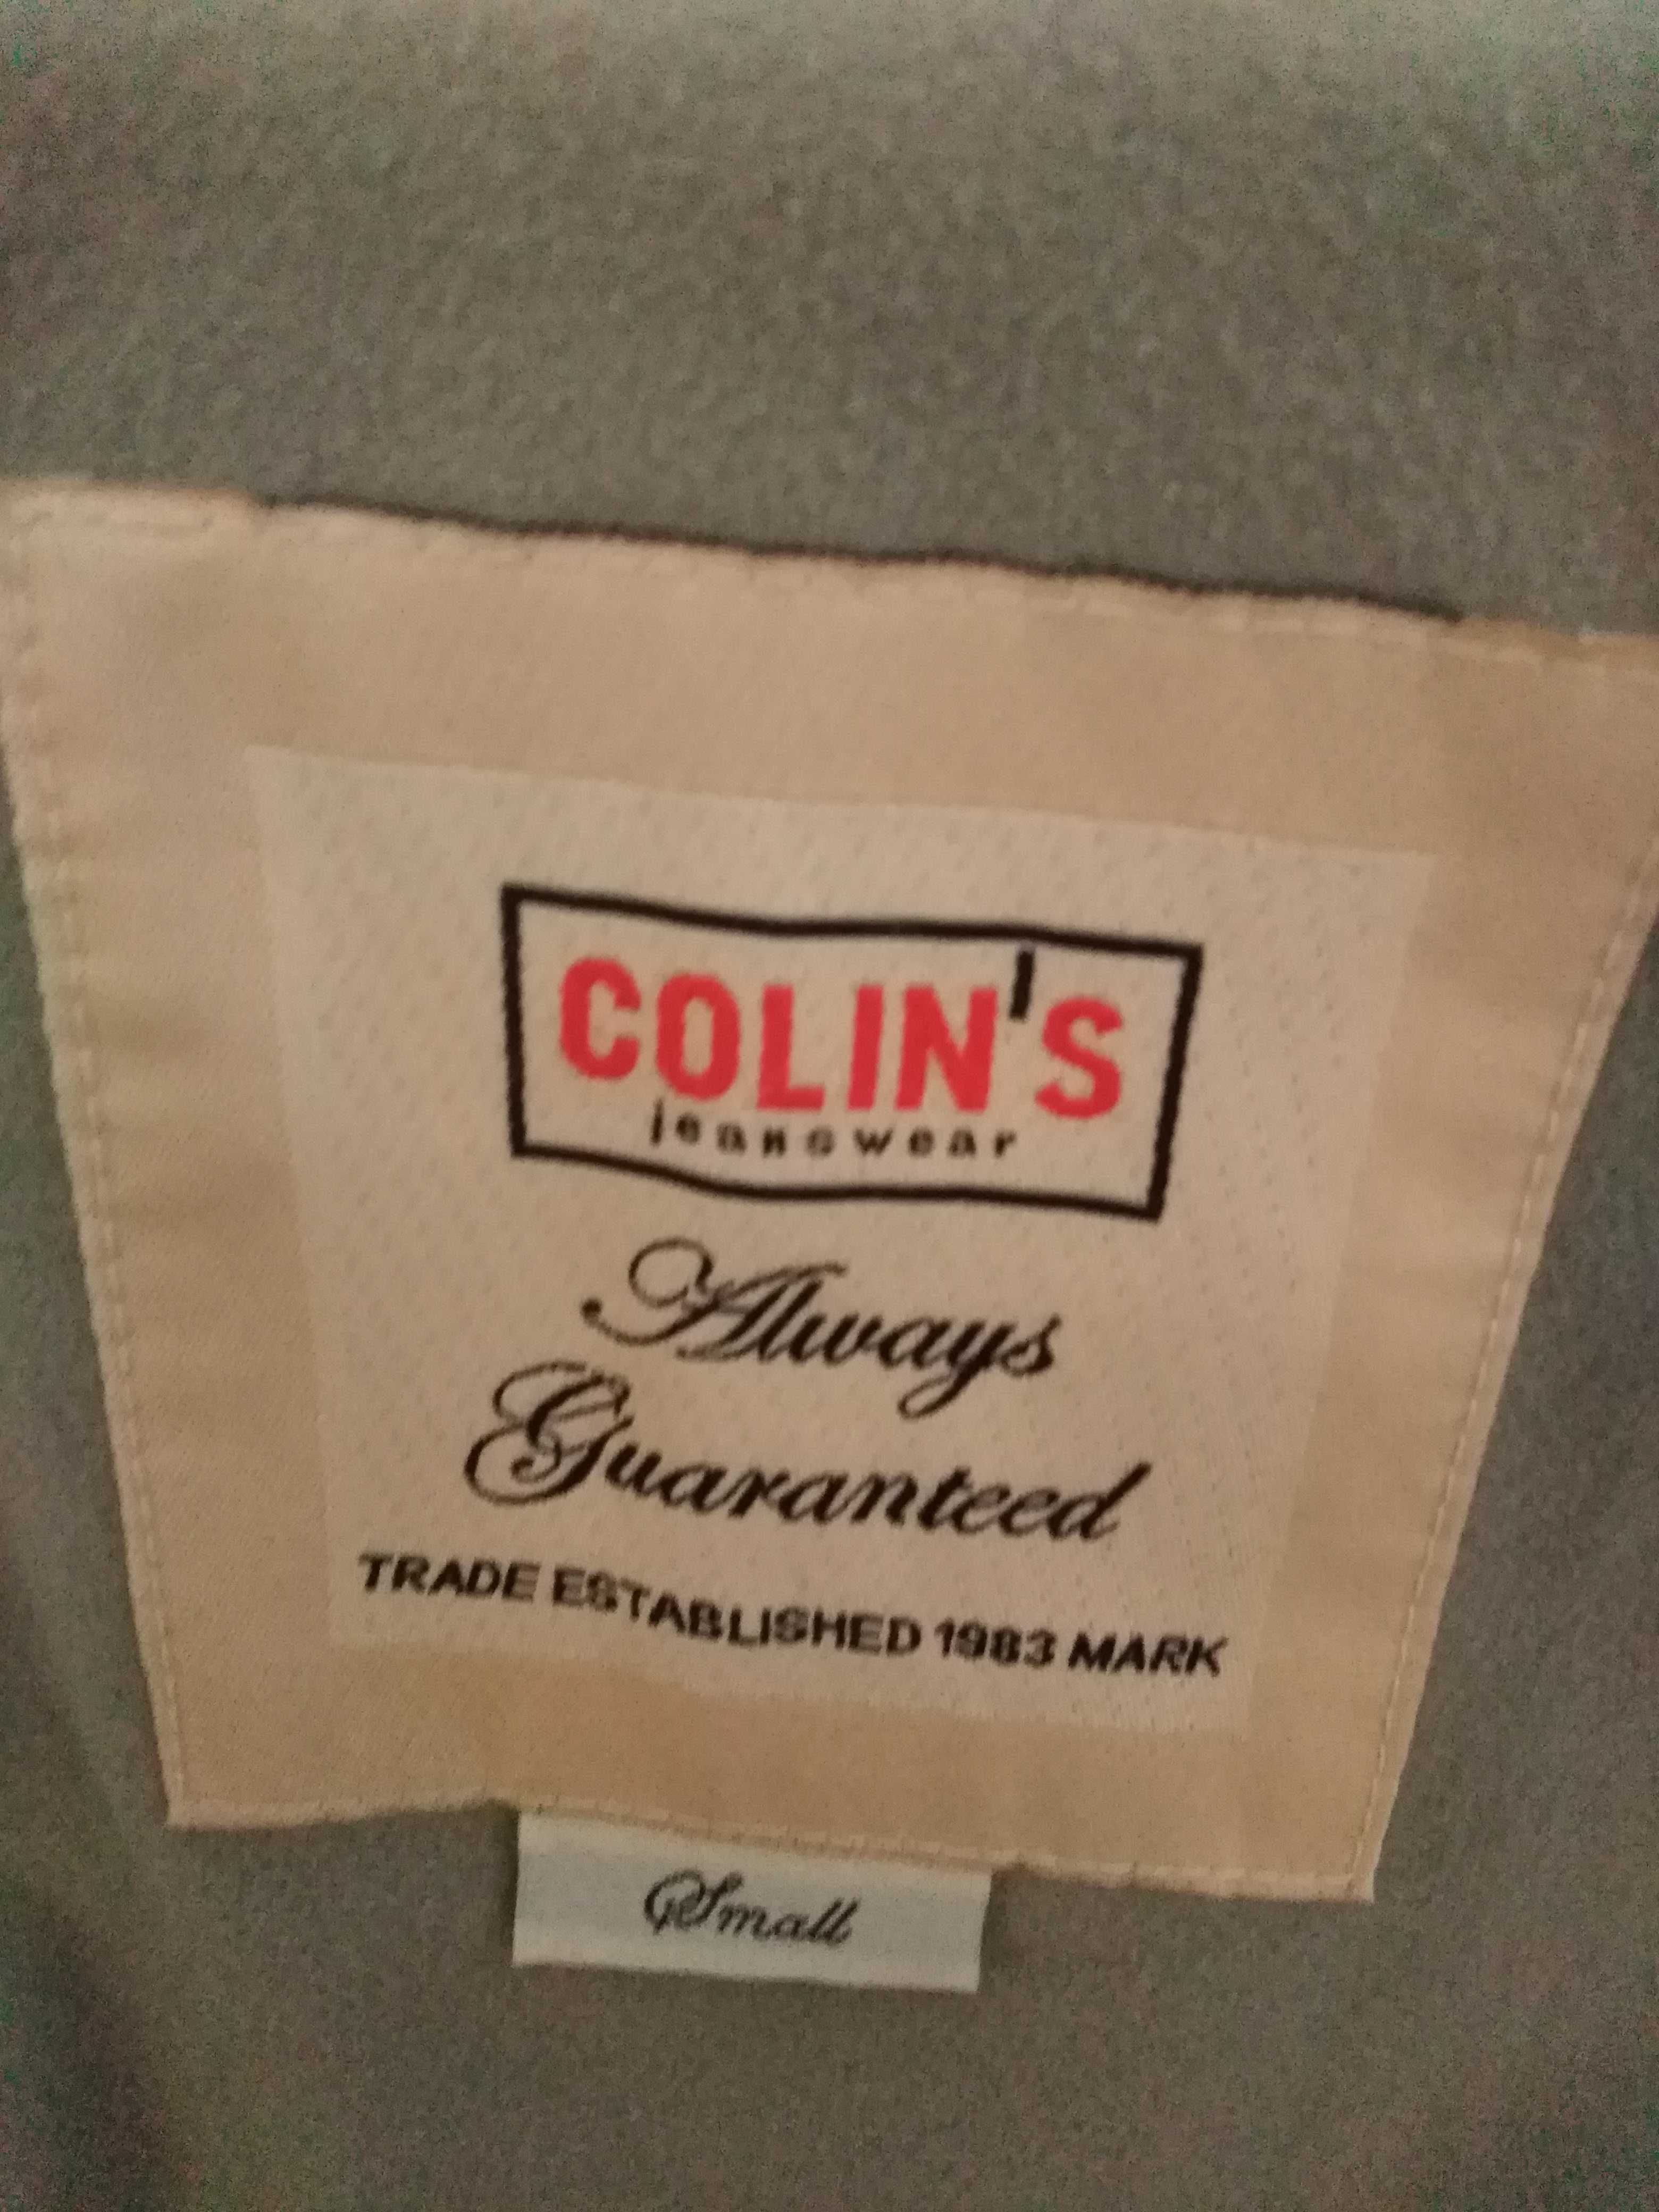 COLIN'S
jeanswear
Always
Guaranteed
TRADE ESTABLISHED 1983 MARK
Small